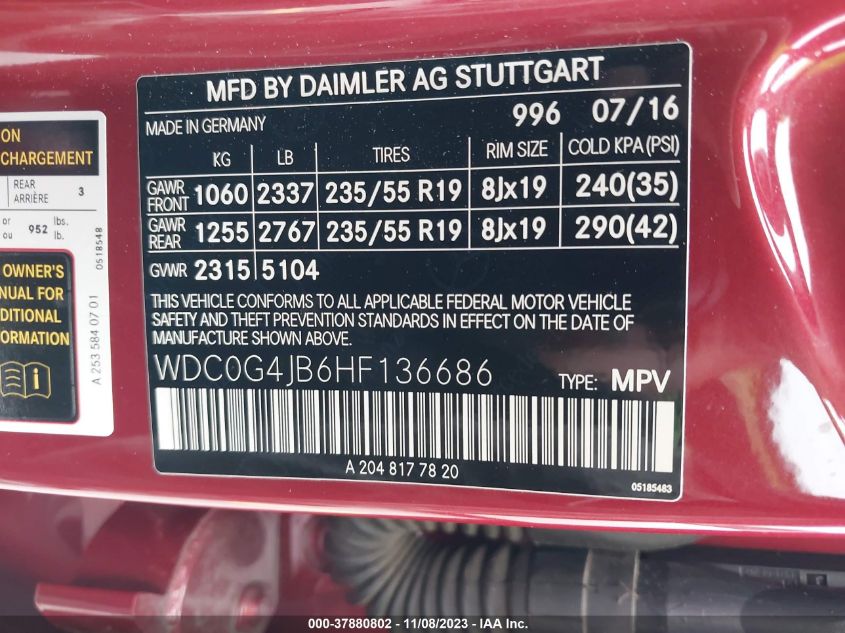 ON
CHARGEMENT
REAR
ARRIÈRE 3
or
ou 952 lbs.
lb.
0518548
OWNER'S
NUAL FOR
DITIONAL
FORMATION
A 253 584 07 01
MFD BY DAIMLER AG STUTTGART
MADE IN GERMANY 996 07/16
KG LB TIRES RIM SIZE COLD KPA (PSI)
GAWR FRONT 1060 2337 235/55 R19 8Jx19 240(35)
GAWR REAR 1255 2767 235/55 R19 8Jx19 290(42)
GVWR 2315 5104
THIS VEHICLE CONFORMS TO ALL APPLICABLE FEDERAL MOTOR VEHICLE
SAFETY AND THEFT PREVENTION STANDARDS IN EFFECT ON THE DATE OF
MANUFACTURE SHOWN ABOVE.
WDC0G4JB6HF136686 TYPE: MPV
A 204 817 78 20
05185483
000-37880802 - 11/08/2023 - IAA Inc.